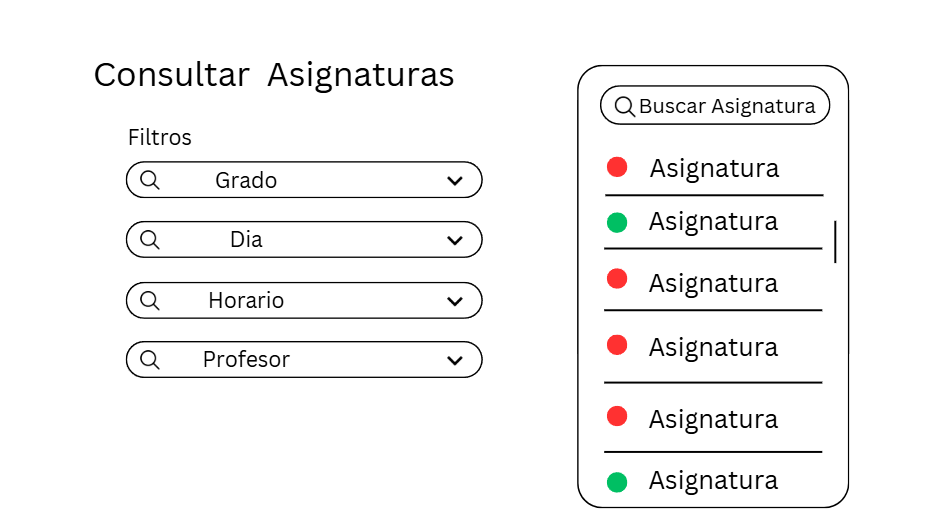 Consultar Asignaturas
Filtros
Grado
Dia
Horario
Profesor
Buscar Asignatura
Asignatura
Asignatura
Asignatura
Asignatura
Asignatura
Asignatura